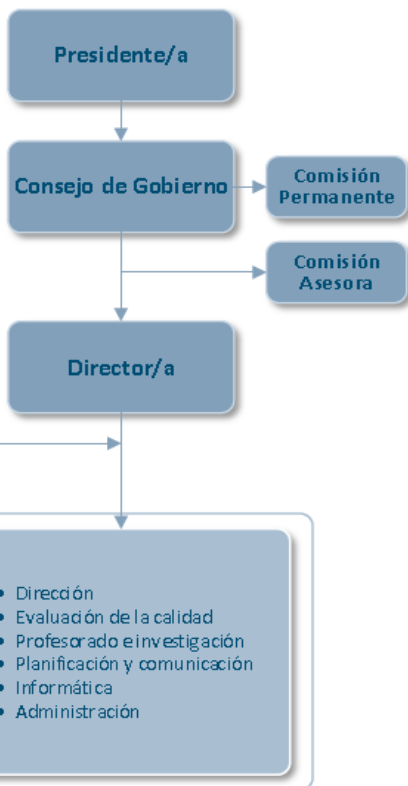 Presidente/a
Consejo de Gobierno
Comisión
Permanente
Comisión
Asesora
Director/a
• Dirección
• Evaluación de la calidad
• Profesorado e investigación
• Planificación y comunicación
• Informática
• Administración